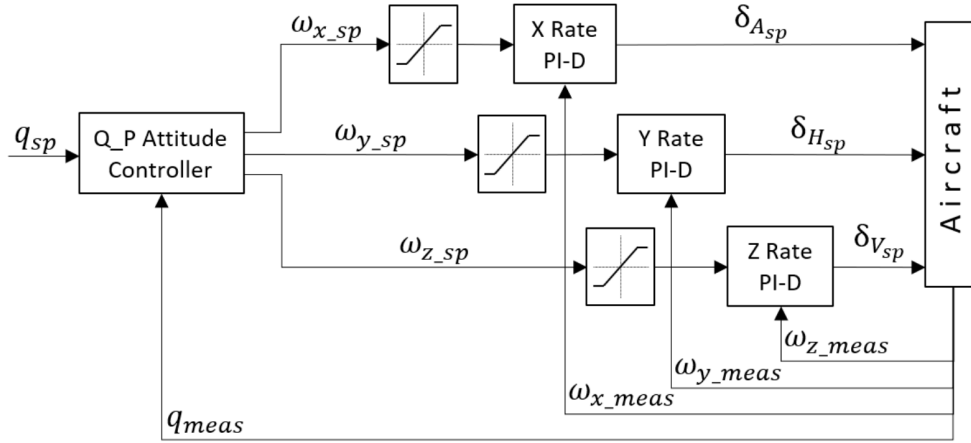 ω_x_sp
X Rate
PI-D
δ_A_sp
q_sp
Q_P Attitude
Controller
ω_y_sp
Y Rate
PI-D
δ_H_sp
Aircraft
ω_z_sp
Z Rate
PI-D
δ_V_sp
ω_z_meas
ω_y_meas
ω_x_meas
q_meas